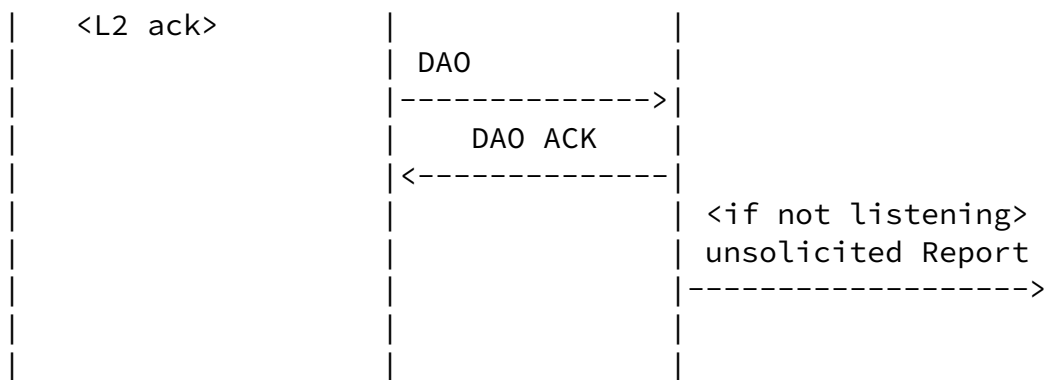 <L2 ack>
DAO
DAO ACK
<if not listening>
unsolicited Report